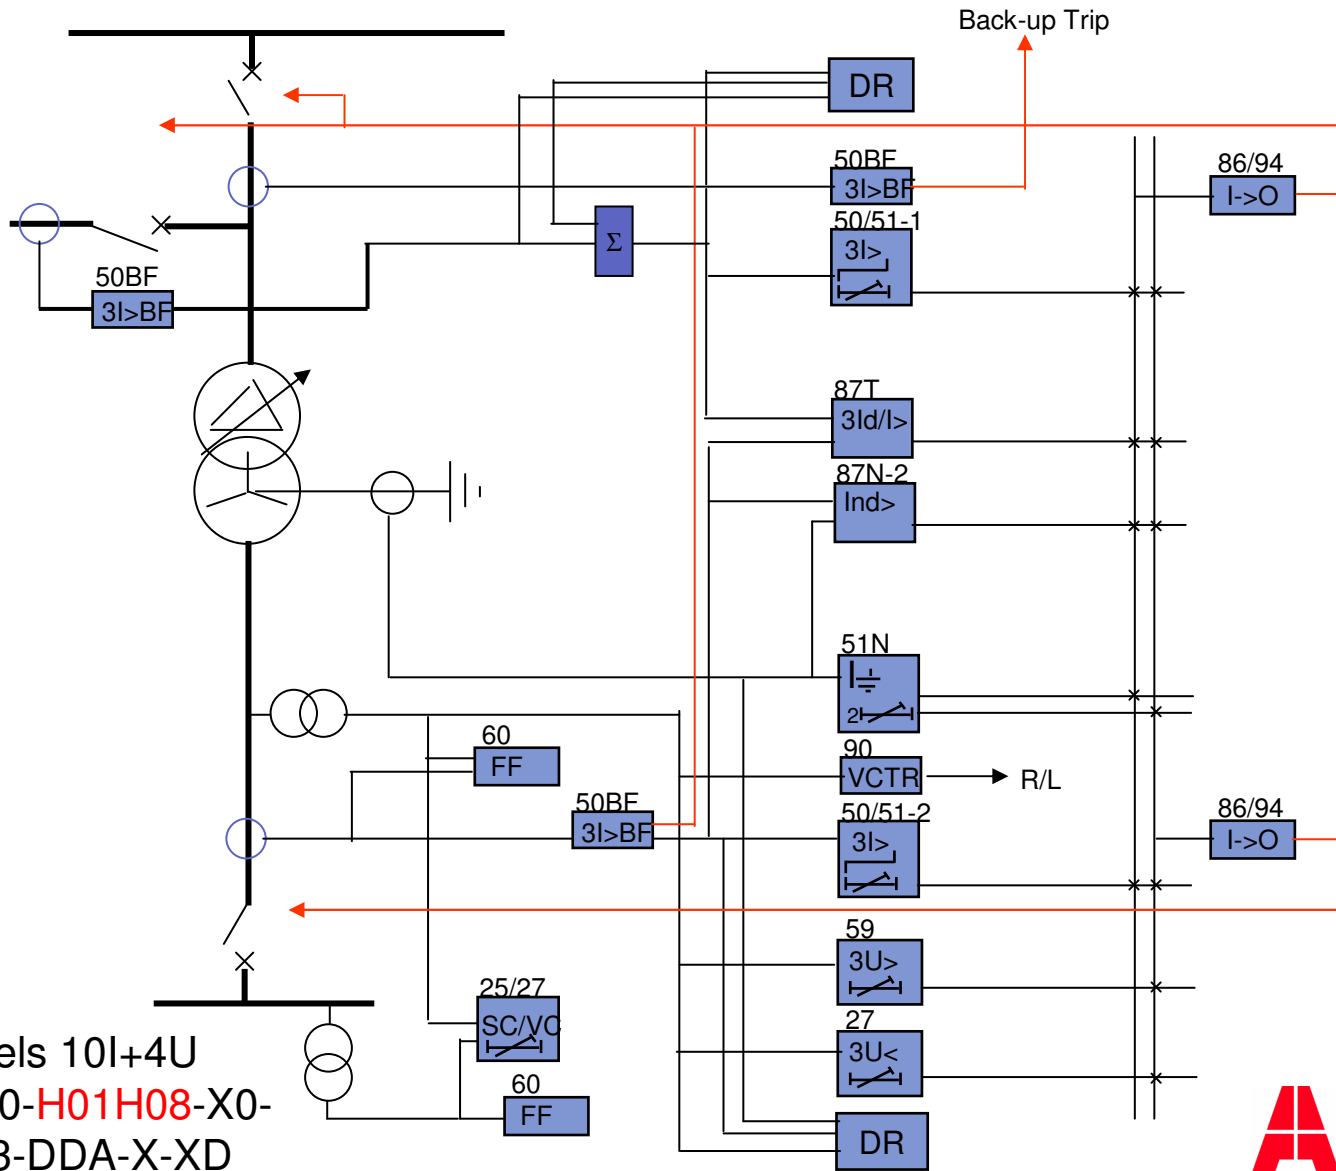 Back-up Trip
DR
50BF
3I>BF
86/94
I->O
50/51-1
3I>
Σ
50BF
3I>BF
87T
3Id/I>
87N-2
Ind>
51N
2
60
FF
90
VCTR
R/L
50BF
3I>BF
50/51-2
3I>
86/94
I->O
59
3U>
25/27
SC/VC
27
3U<
60
FF
DR
els 10I+4U
0-H01H08-X0-
3-DDA-X-XD